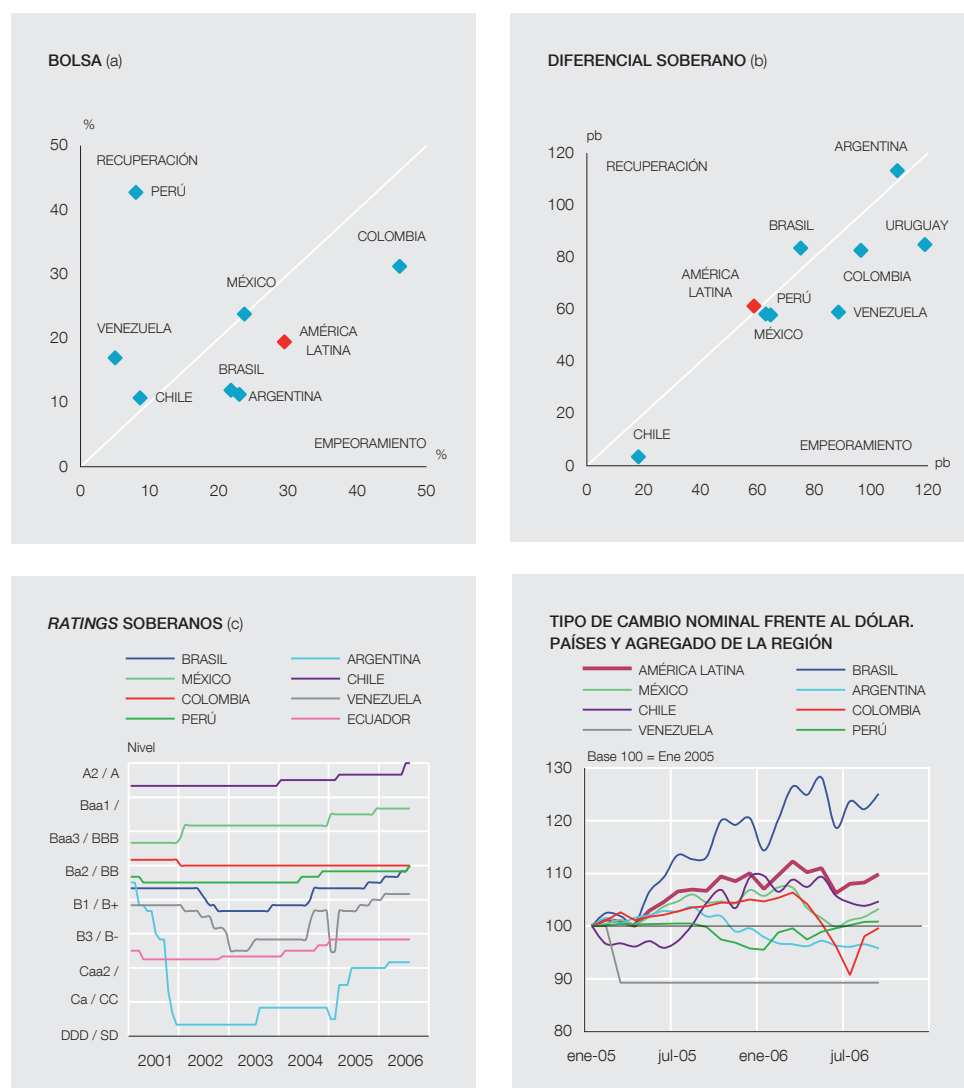 BOLSA (a)
%
50
40
30
20
10
0
RECUPERACIÓN
PERÚ
COLOMBIA
MÉXICO
VENEZUELA
AMÉRICA
LATINA
BRASIL
CHILE
ARGENTINA
EMPEORAMIENTO
%
0 10 20 30 40 50
DIFERENCIAL SOBERANO (b)
pb
120
100
80
60
40
20
0
ARGENTINA
RECUPERACIÓN
BRASIL
URUGUAY
COLOMBIA
AMÉRICA
LATINA
PERÚ
VENEZUELA
MÉXICO
CHILE
EMPEORAMIENTO
pb
0 20 40 60 80 100 120
RATINGS SOBERANOS (c)
BRASIL
MÉXICO
COLOMBIA
PERÚ
ARGENTINA
CHILE
VENEZUELA
ECUADOR
Nivel
A2 / A
Baa1 /
Baa3 / BBB
Ba2 / BB
B1 / B+
B3 / B-
Caa2 /
Ca / CC
DDD / SD
2001 2002 2003 2004 2005 2006
TIPO DE CAMBIO NOMINAL FRENTE AL DÓLAR.
PAÍSES Y AGREGADO DE LA REGIÓN
AMÉRICA LATINA
MÉXICO
CHILE
VENEZUELA
BRASIL
ARGENTINA
COLOMBIA
PERÚ
Base 100 = Ene 2005
130
120
110
100
90
80
ene-05 jul-05 ene-06 jul-06